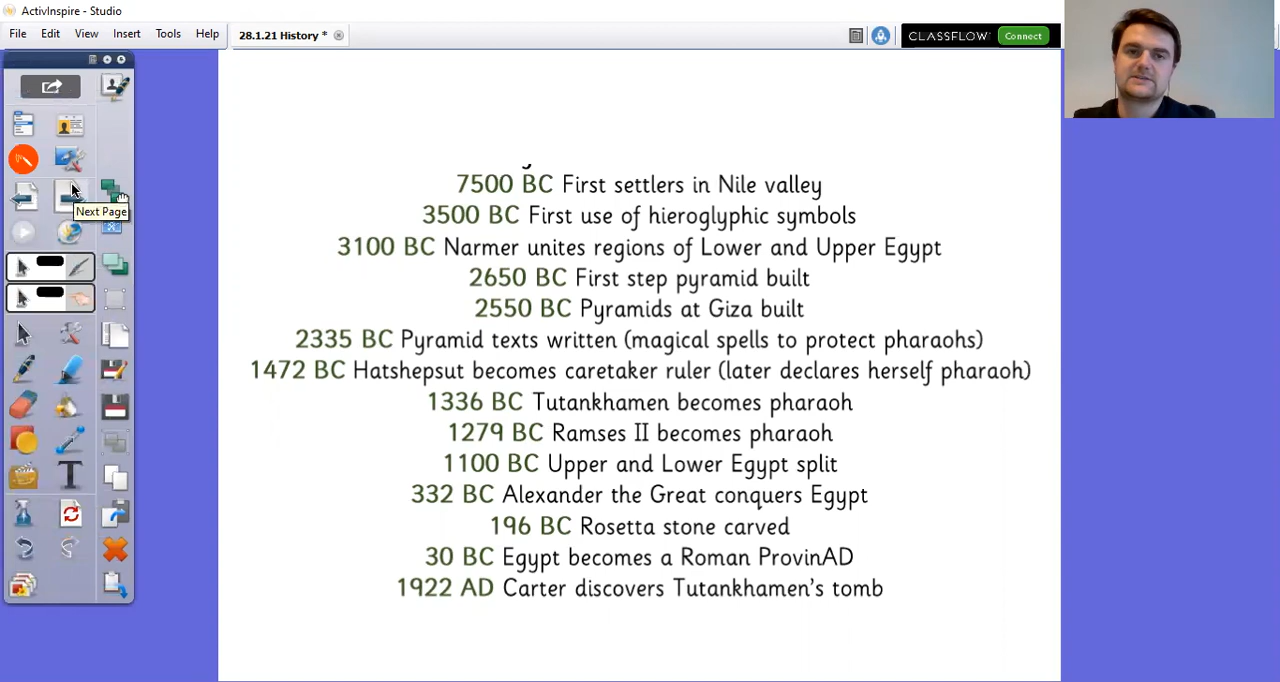 ActivInspire - Studio
File Edit View Insert Tools Help
28.1.21 History *
CLASSFLOW Connect
Next Page
7500 BC First settlers in Nile valley
3500 BC First use of hieroglyphic symbols
3100 BC Narmer unites regions of Lower and Upper Egypt
2650 BC First step pyramid built
2550 BC Pyramids at Giza built
2335 BC Pyramid texts written (magical spells to protect pharaohs)
1472 BC Hatshepsut becomes caretaker ruler (later declares herself pharaoh)
1336 BC Tutankhamen becomes pharaoh
1279 BC Ramses II becomes pharaoh
1100 BC Upper and Lower Egypt split
332 BC Alexander the Great conquers Egypt
196 BC Rosetta stone carved
30 BC Egypt becomes a Roman ProvinAD
1922 AD Carter discovers Tutankhamen's tomb